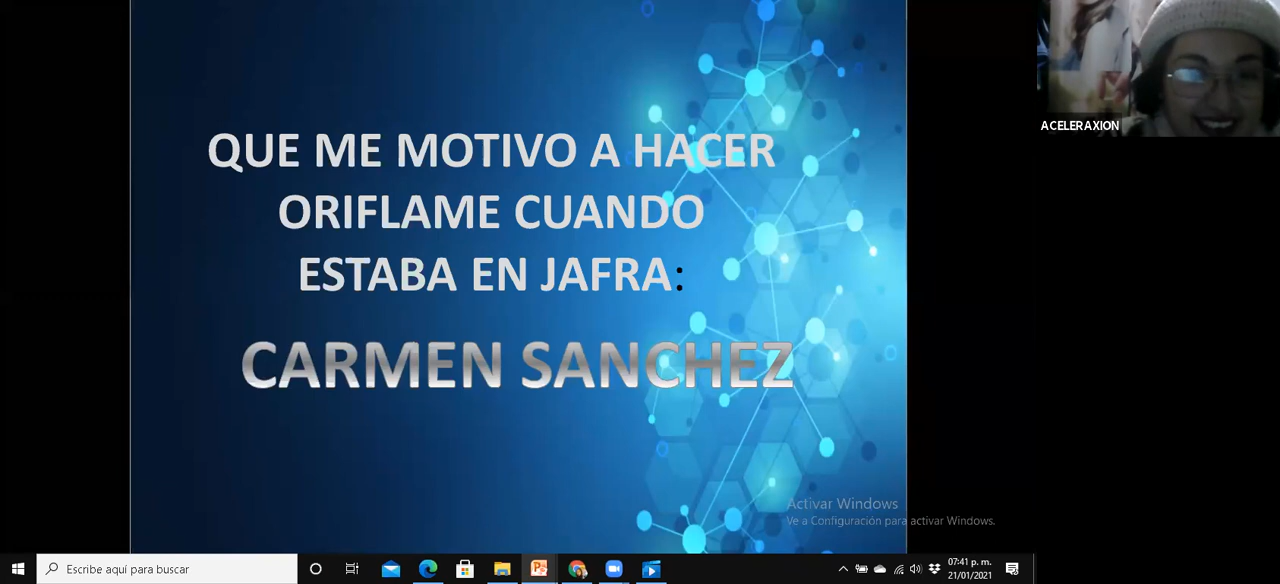 QUE ME MOTIVO A HACER
ORIFLAME CUANDO
ESTABA EN JAFRA:
CARMEN SANCHEZ
ACELERAXION
Activar Windows
Ve a Configuración para activar Windows.
Escribe aquí para buscar
07:41 p. m.
21/01/2021